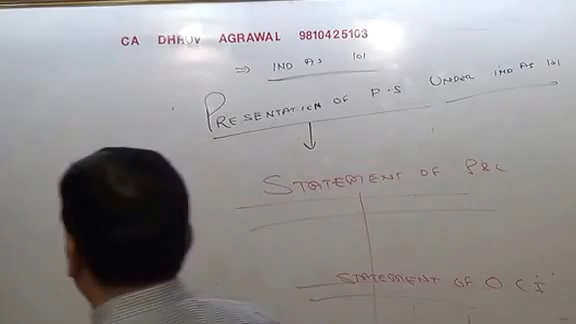 CA DHRUV AGRAWAL 9810425103
⇒ IND AS 101
PRESENTATION OF F.S UNDER IND AS 101
STATEMENT OF P&L
STATEMENT OF O.C.I